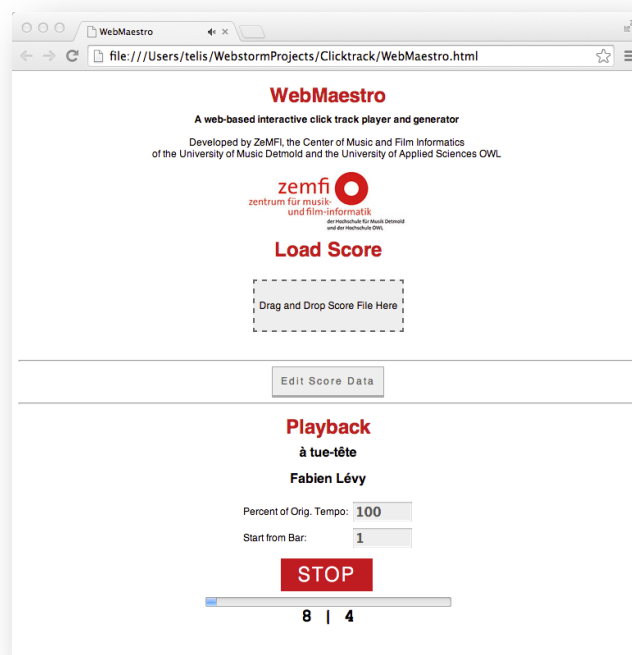 WebMaestro
file:///Users/telis/WebstormProjects/Clicktrack/WebMaestro.html
WebMaestro
A web-based interactive click track player and generator
Developed by ZeMFI, the Center of Music and Film Informatics
of the University of Music Detmold and the University of Applied Sciences OWL
zemfi
zentrum für musik-
und film-informatik
der Hochschule für Musik Detmold
und der Hochschule OWL
Load Score
Drag and Drop Score File Here
Edit Score Data
Playback
à tue-tête
Fabien Lévy
Percent of Orig. Tempo: 100
Start from Bar: 1
STOP
8 | 4